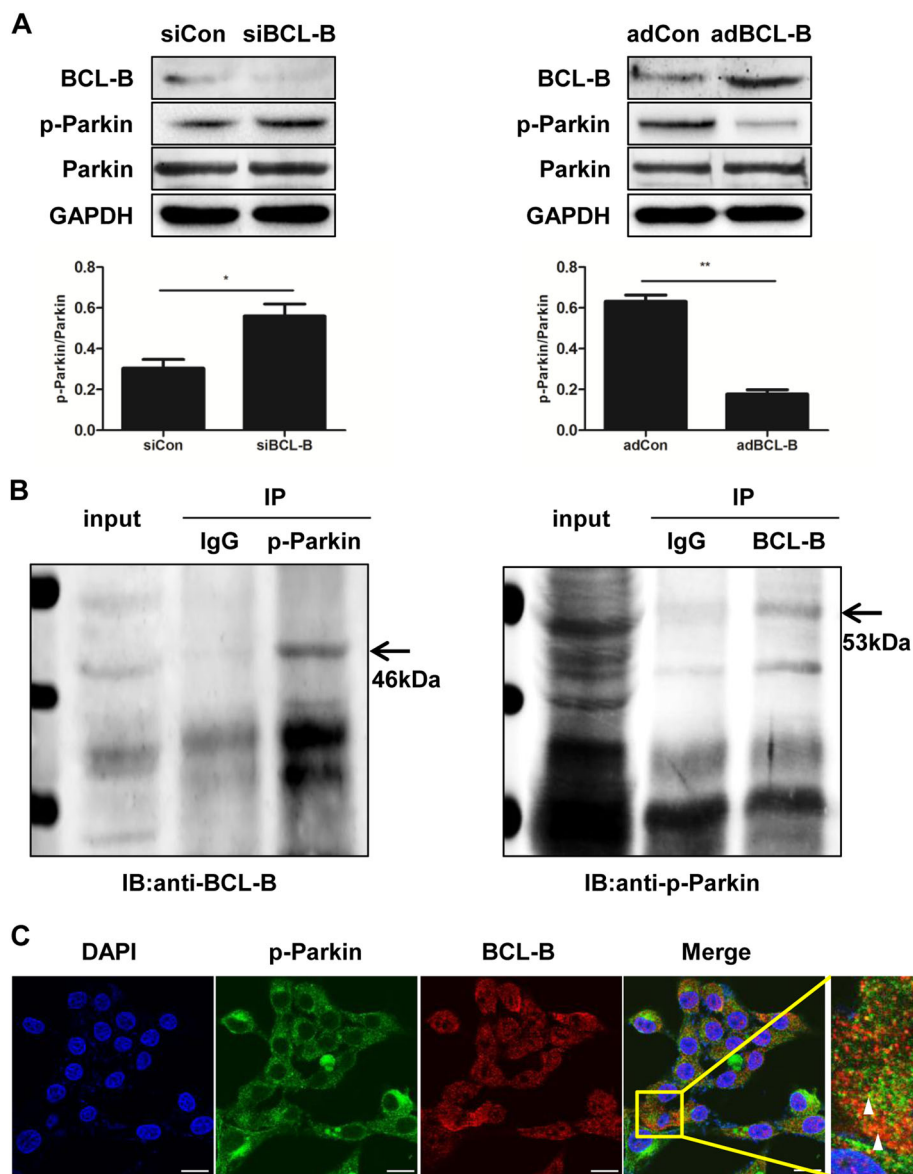 A
siCon siBCL-B
BCL-B
p-Parkin
Parkin
GAPDH
p-Parkin/Parkin
0.8
0.6
0.4
0.2
0.0
*
siCon siBCL-B
adCon adBCL-B
BCL-B
p-Parkin
Parkin
GAPDH
p-Parkin/Parkin
0.8
0.6
0.4
0.2
0.0
**
adCon adBCL-B
B
IP
input IgG p-Parkin
46kDa
IB:anti-BCL-B
IP
input IgG BCL-B
53kDa
IB:anti-p-Parkin
C
DAPI p-Parkin BCL-B Merge